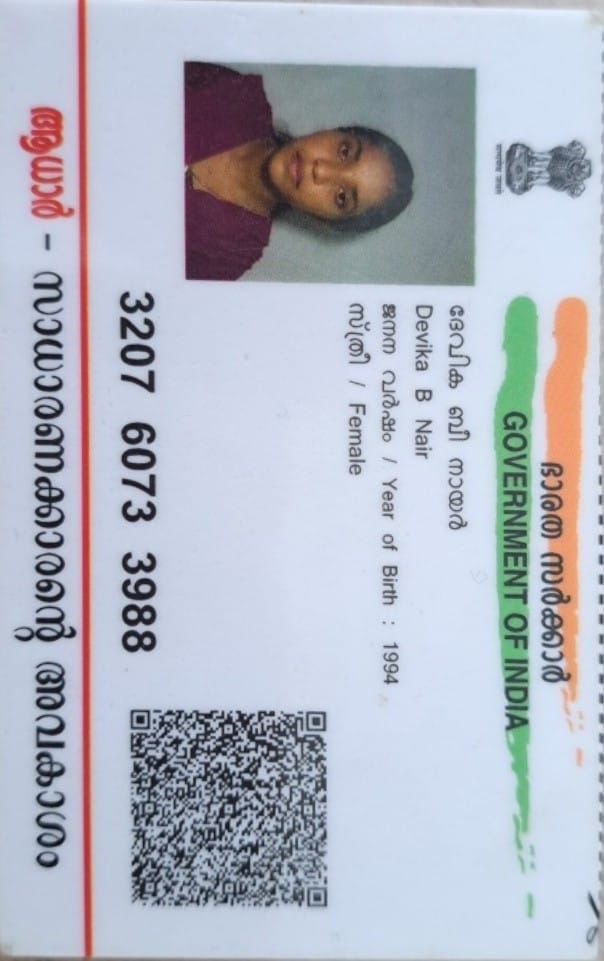 ഭാരത സർക്കാർ
GOVERNMENT OF INDIA
ദേവിക ബീ നായർ
Devika B Nair
ജനന വർഷം / Year of Birth : 1994
സ്ത്രീ / Female
3207 6073 3988
ആധാർ - സാധാരണക്കാരന്റെ അവകാശം